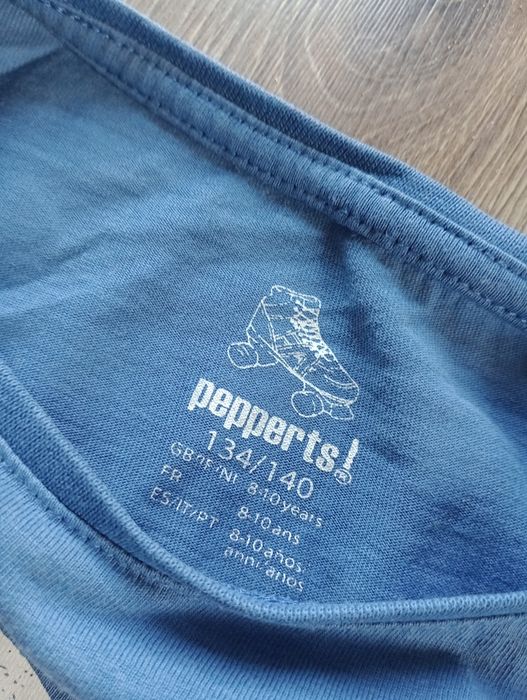 pepperts!®
134/140
GB/IE/NI 8-10 years
FR 8-10 ans
ES/IT/PT 8-10 años
anni/anos